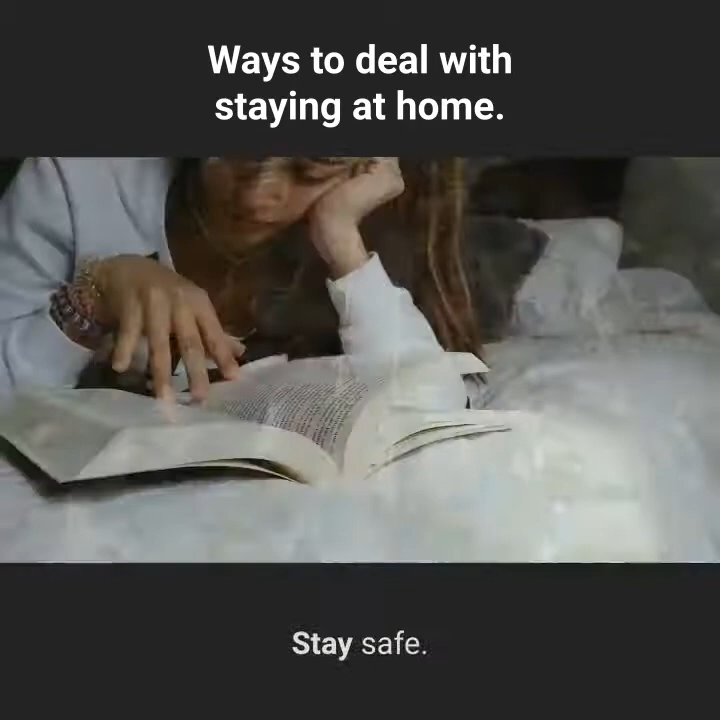 Ways to deal with
staying at home.
Stay safe.